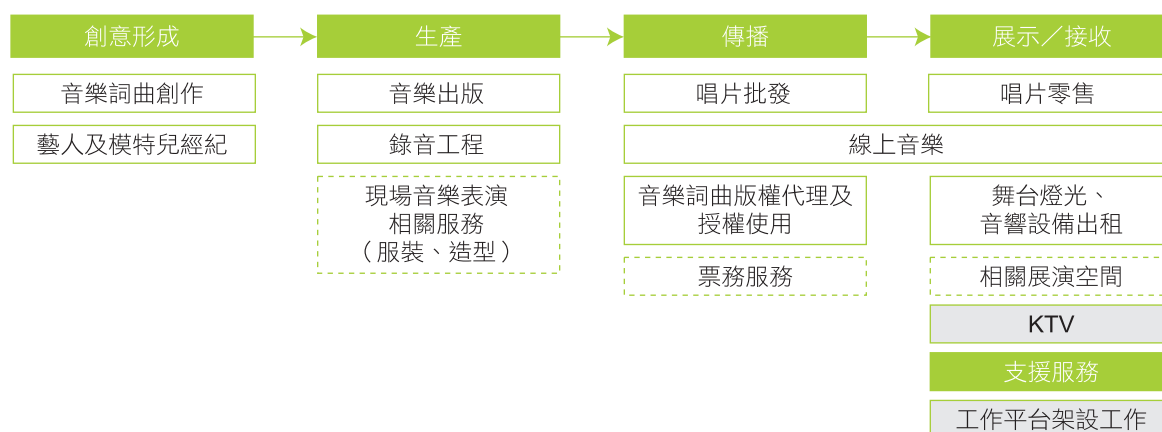 創意形成
生產
傳播
展示／接收
音樂詞曲創作
音樂出版
唱片批發
唱片零售
藝人及模特兒經紀
錄音工程
線上音樂
現場音樂表演
相關服務
（服裝、造型）
音樂詞曲版權代理及
授權使用
舞台燈光、
音響設備出租
票務服務
相關展演空間
KTV
支援服務
工作平台架設工作